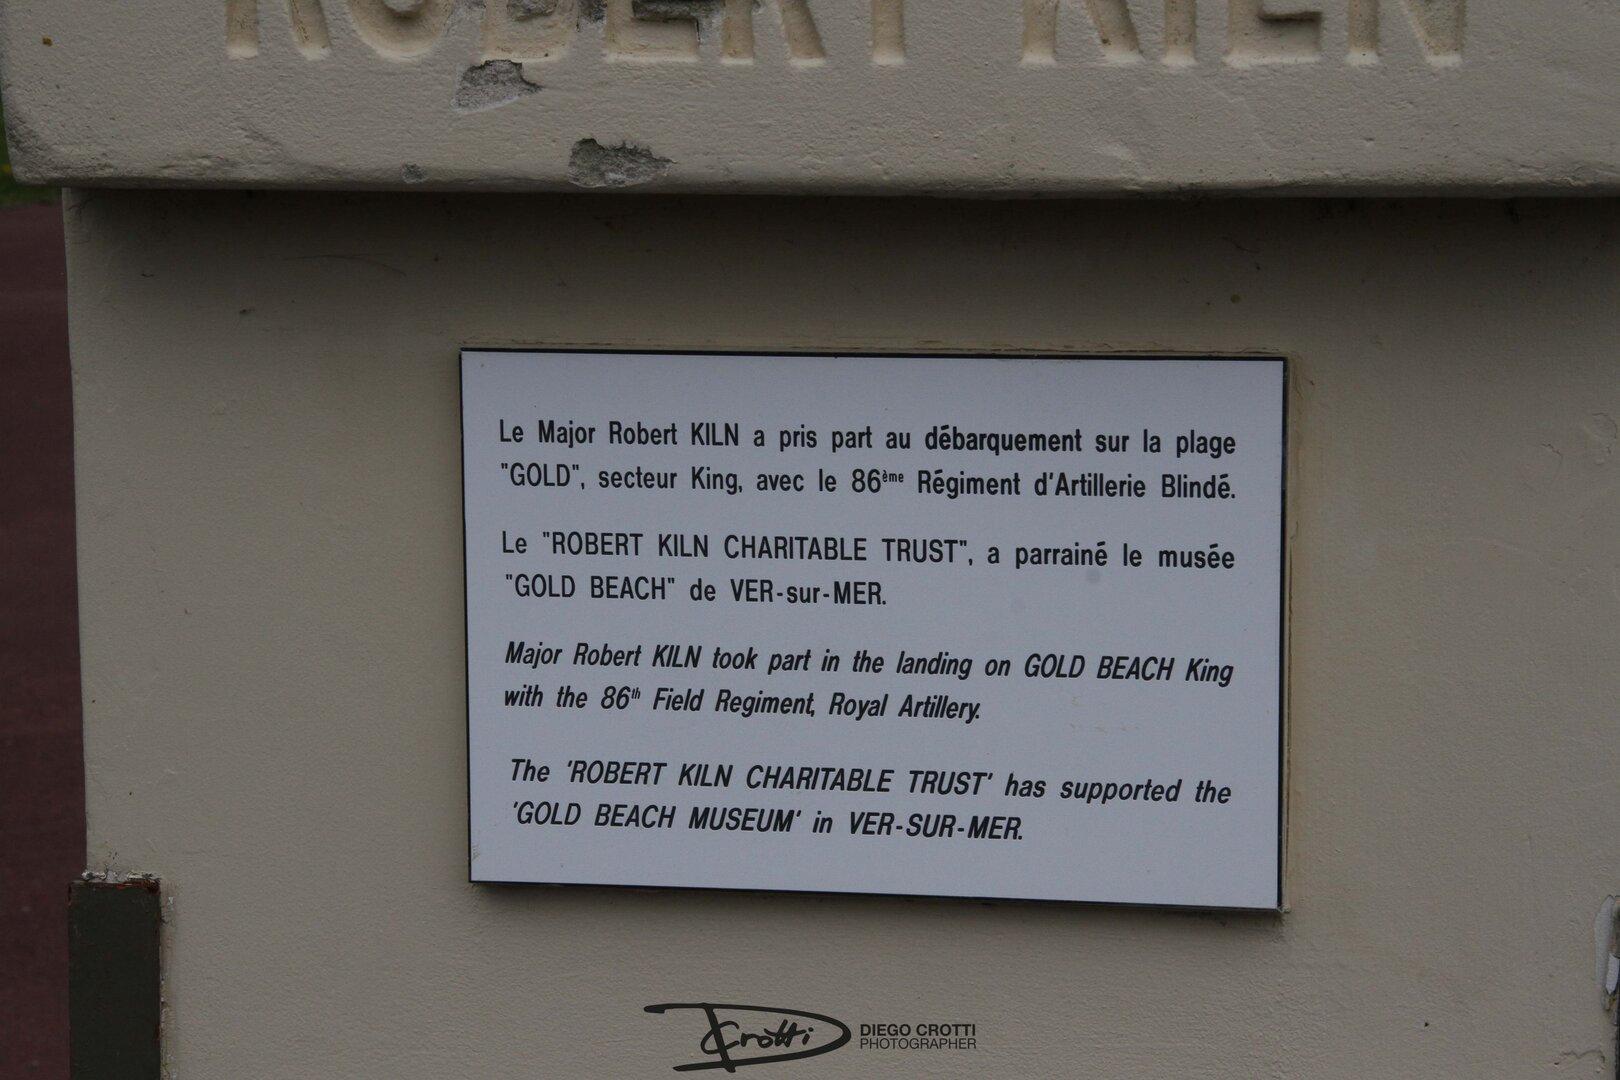 ROBERT KILN
Le Major Robert KILN a pris part au débarquement sur la plage
"GOLD", secteur King, avec le 86ème Régiment d'Artillerie Blindé.
Le "ROBERT KILN CHARITABLE TRUST", a parrainé le musée
"GOLD BEACH" de VER-sur-MER.
Major Robert KILN took part in the landing on GOLD BEACH King
with the 86th Field Regiment, Royal Artillery.
The 'ROBERT KILN CHARITABLE TRUST' has supported the
'GOLD BEACH MUSEUM' in VER-SUR-MER.
DCrotti
DIEGO CROTTI
PHOTOGRAPHER